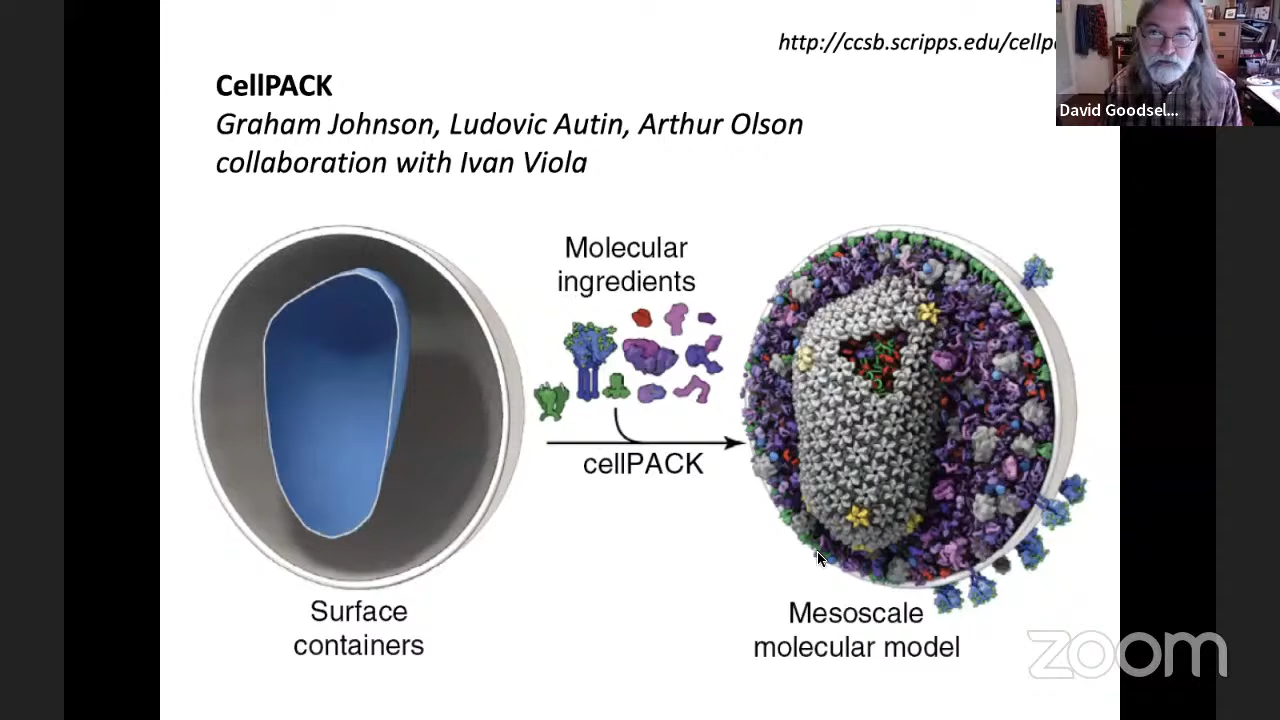 http://ccsb.scripps.edu/cellp
David Goodsel...
CellPACK
Graham Johnson, Ludovic Autin, Arthur Olson
collaboration with Ivan Viola
Molecular
ingredients
cellPACK
Surface
containers
Mesoscale
molecular model
zoom